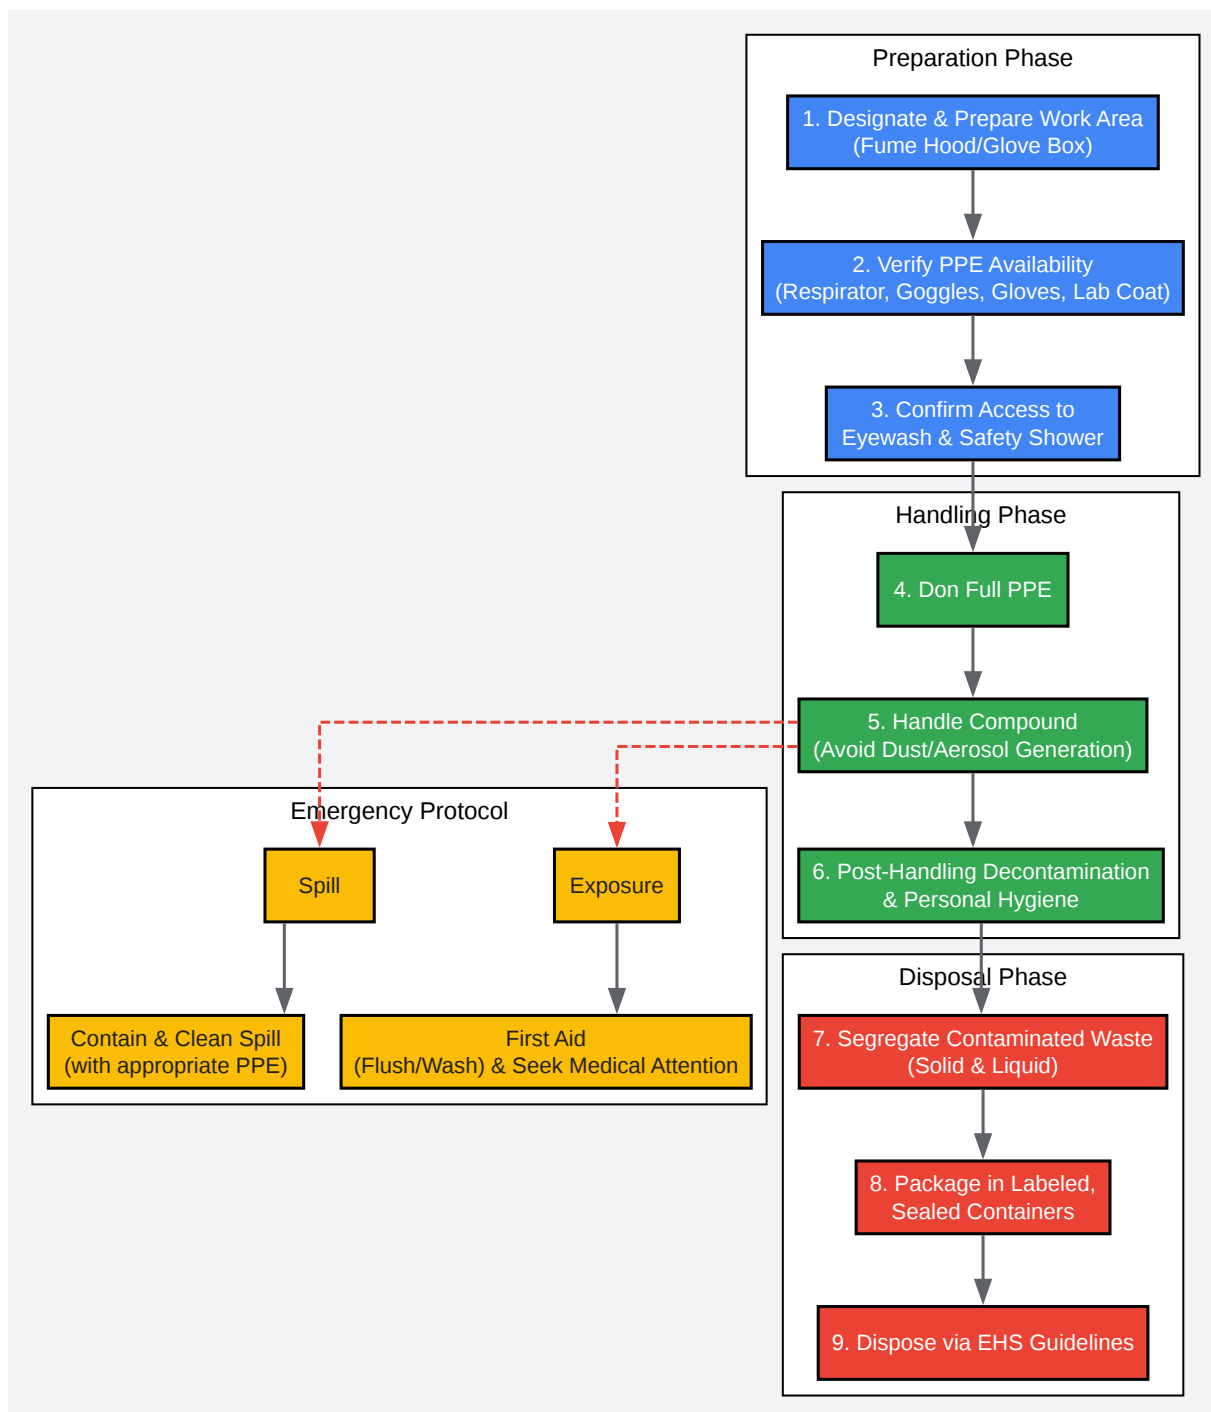 Preparation Phase
1. Designate & Prepare Work Area
(Fume Hood/Glove Box)
2. Verify PPE Availability
(Respirator, Goggles, Gloves, Lab Coat)
3. Confirm Access to
Eyewash & Safety Shower
Handling Phase
4. Don Full PPE
5. Handle Compound
(Avoid Dust/Aerosol Generation)
6. Post-Handling Decontamination
& Personal Hygiene
Emergency Protocol
Spill
Exposure
Contain & Clean Spill
(with appropriate PPE)
First Aid
(Flush/Wash) & Seek Medical Attention
Disposal Phase
7. Segregate Contaminated Waste
(Solid & Liquid)
8. Package in Labeled,
Sealed Containers
9. Dispose via EHS Guidelines